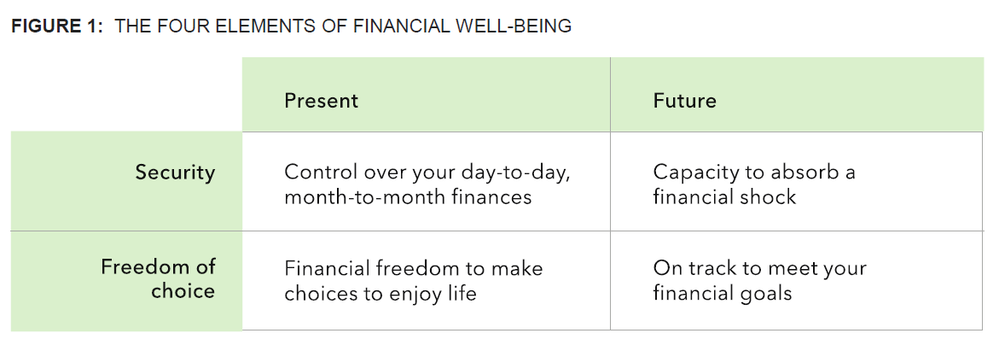 FIGURE 1: THE FOUR ELEMENTS OF FINANCIAL WELL-BEING
Present
Future
Security
Control over your day-to-day,
month-to-month finances
Capacity to absorb a
financial shock
Freedom of
choice
Financial freedom to make
choices to enjoy life
On track to meet your
financial goals